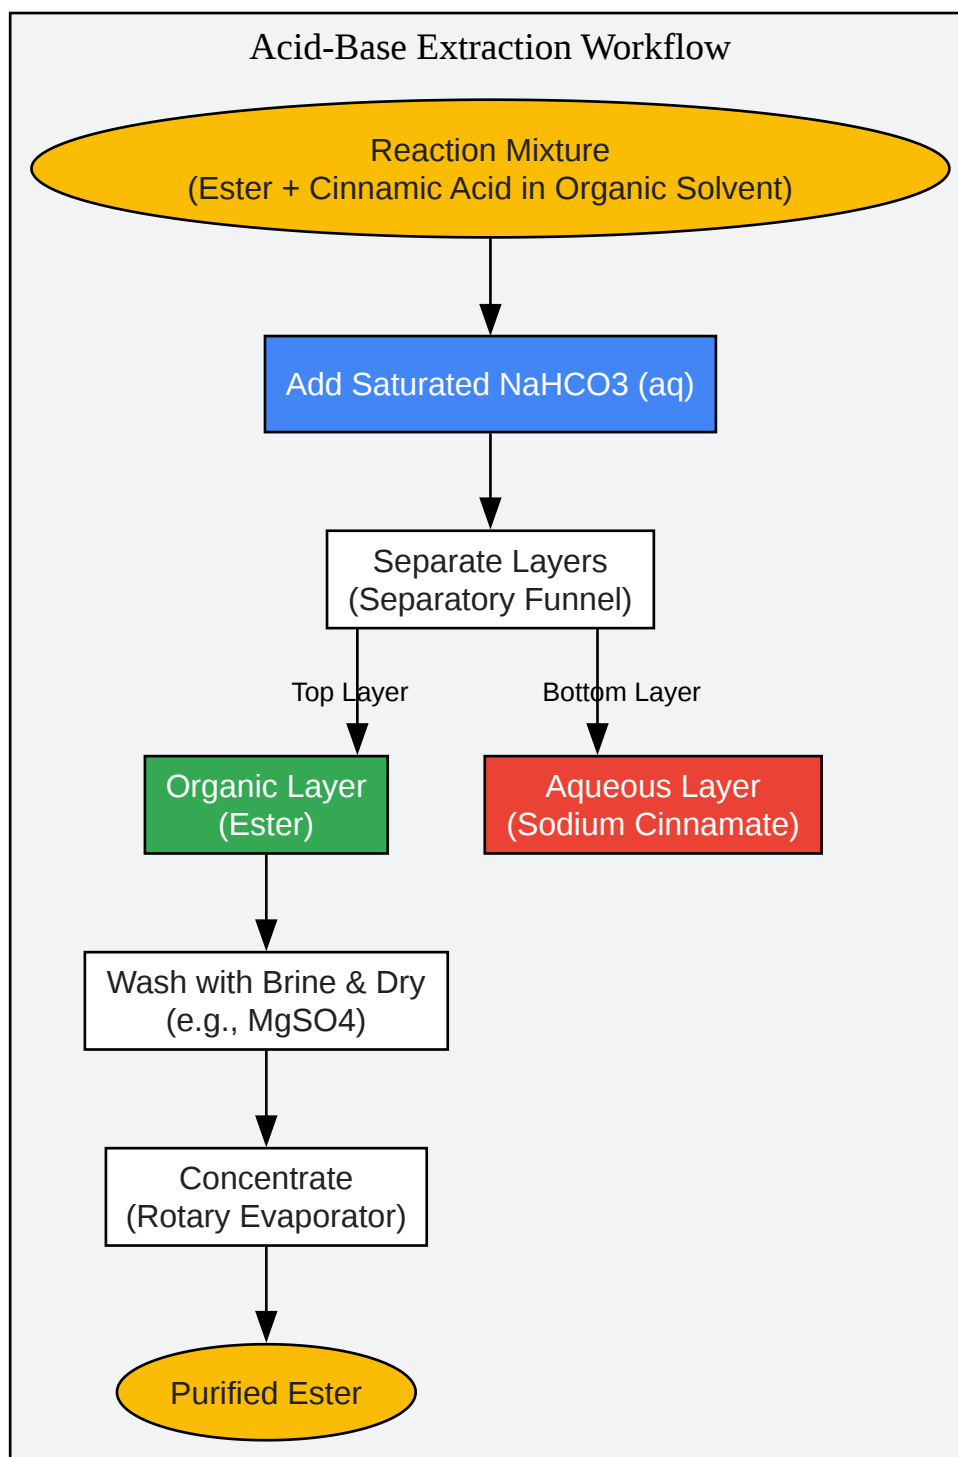 Acid-Base Extraction Workflow
Reaction Mixture
(Ester + Cinnamic Acid in Organic Solvent)
Add Saturated NaHCO3 (aq)
Separate Layers
(Separatory Funnel)
Top Layer
Bottom Layer
Organic Layer
(Ester)
Aqueous Layer
(Sodium Cinnamate)
Wash with Brine & Dry
(e.g., MgSO4)
Concentrate
(Rotary Evaporator)
Purified Ester